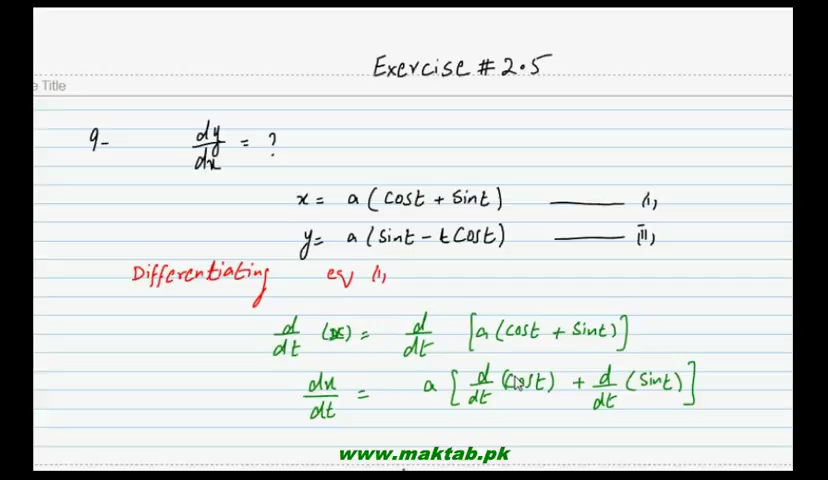 Exercise # 2.5
e Title
9- dy/dx = ?
x = a (Cost + Sint) ——— (i)
y = a (Sint - t Cost) ——— (ii)
Differentiating eq (i)
d/dt (x) = d/dt [a (Cost + Sint)]
dx/dt = a [d/dt (Cost) + d/dt (Sint)]
www.maktab.pk